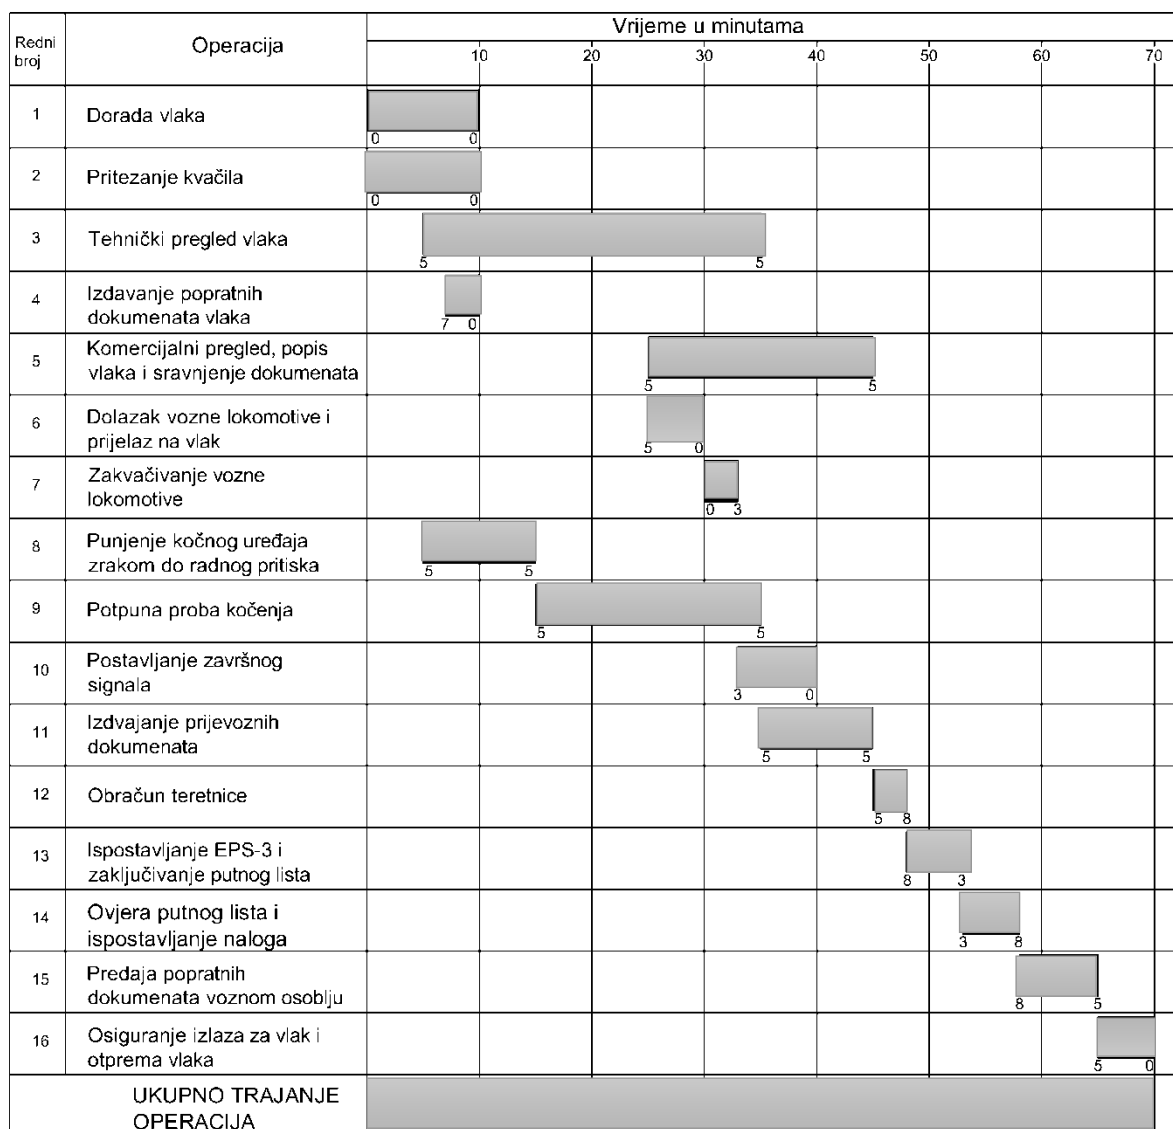 Redni
broj
Operacija
Vrijeme u minutama
10 20 30 40 50 60 70
1 Dorada vlaka
0 0
2 Pritezanje kvačila
0 0
3 Tehnički pregled vlaka
5 5
4 Izdavanje popratnih
dokumenata vlaka
7 0
5 Komercijalni pregled, popis
vlaka i sravnjenje dokumenata
5 5
6 Dolazak vozne lokomotive i
prijelaz na vlak
5 0
7 Zakvačivanje vozne
lokomotive
0 3
8 Punjenje kočnog uređaja
zrakom do radnog pritiska
5 5
9 Potpuna proba kočenja
5 5
10 Postavljanje završnog
signala
3 0
11 Izdvajanje prijevoznih
dokumenata
5 5
12 Obračun teretnice
5 8
13 Ispostavljanje EPS-3 i
zaključivanje putnog lista
8 3
14 Ovjera putnog lista i
ispostavljanje naloga
3 8
15 Predaja popratnih
dokumenata voznom osoblju
8 5
16 Osiguranje izlaza za vlak i
otprema vlaka
5 0
UKUPNO TRAJANJE
OPERACIJA